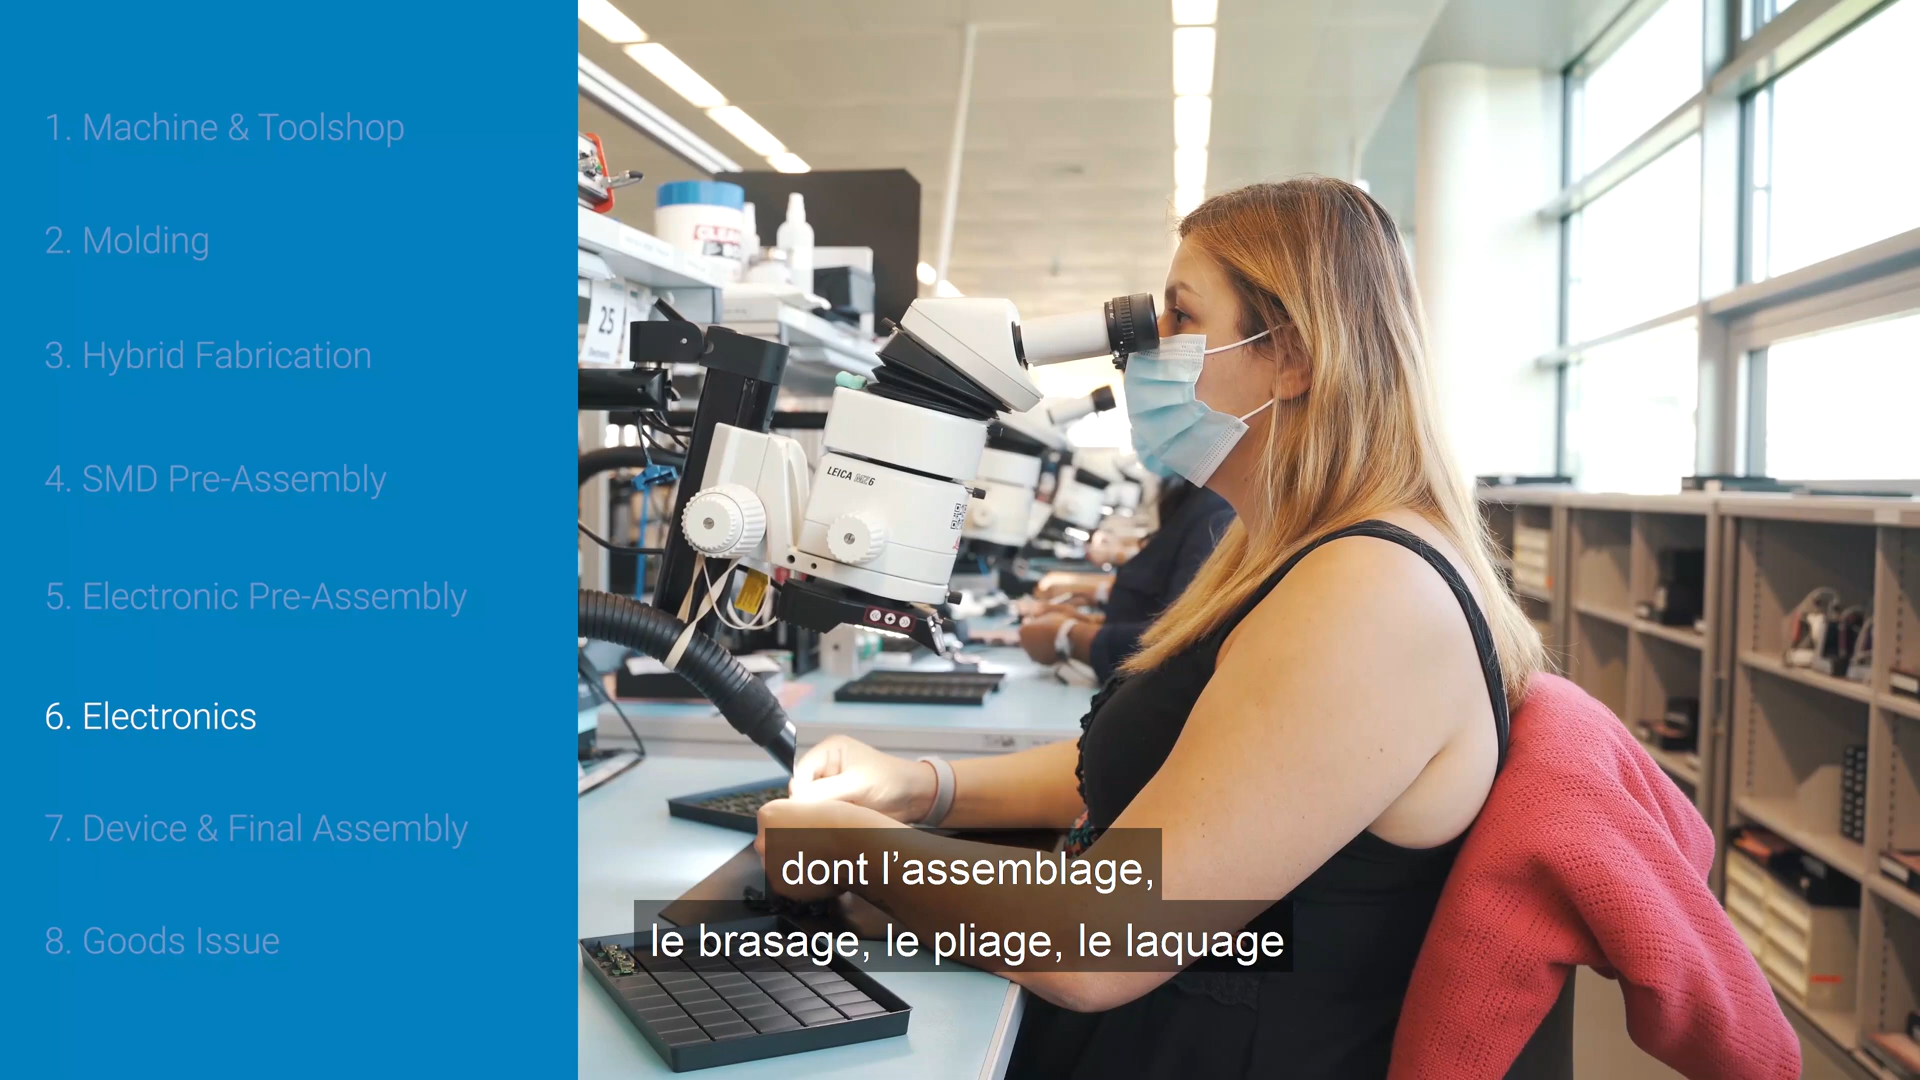 1. Machine & Toolshop
2. Molding
3. Hybrid Fabrication
4. SMD Pre-Assembly
5. Electronic Pre-Assembly
6. Electronics
7. Device & Final Assembly
8. Goods Issue
25
LEICA MZ6
dont l’assemblage,
le brasage, le pliage, le laquage